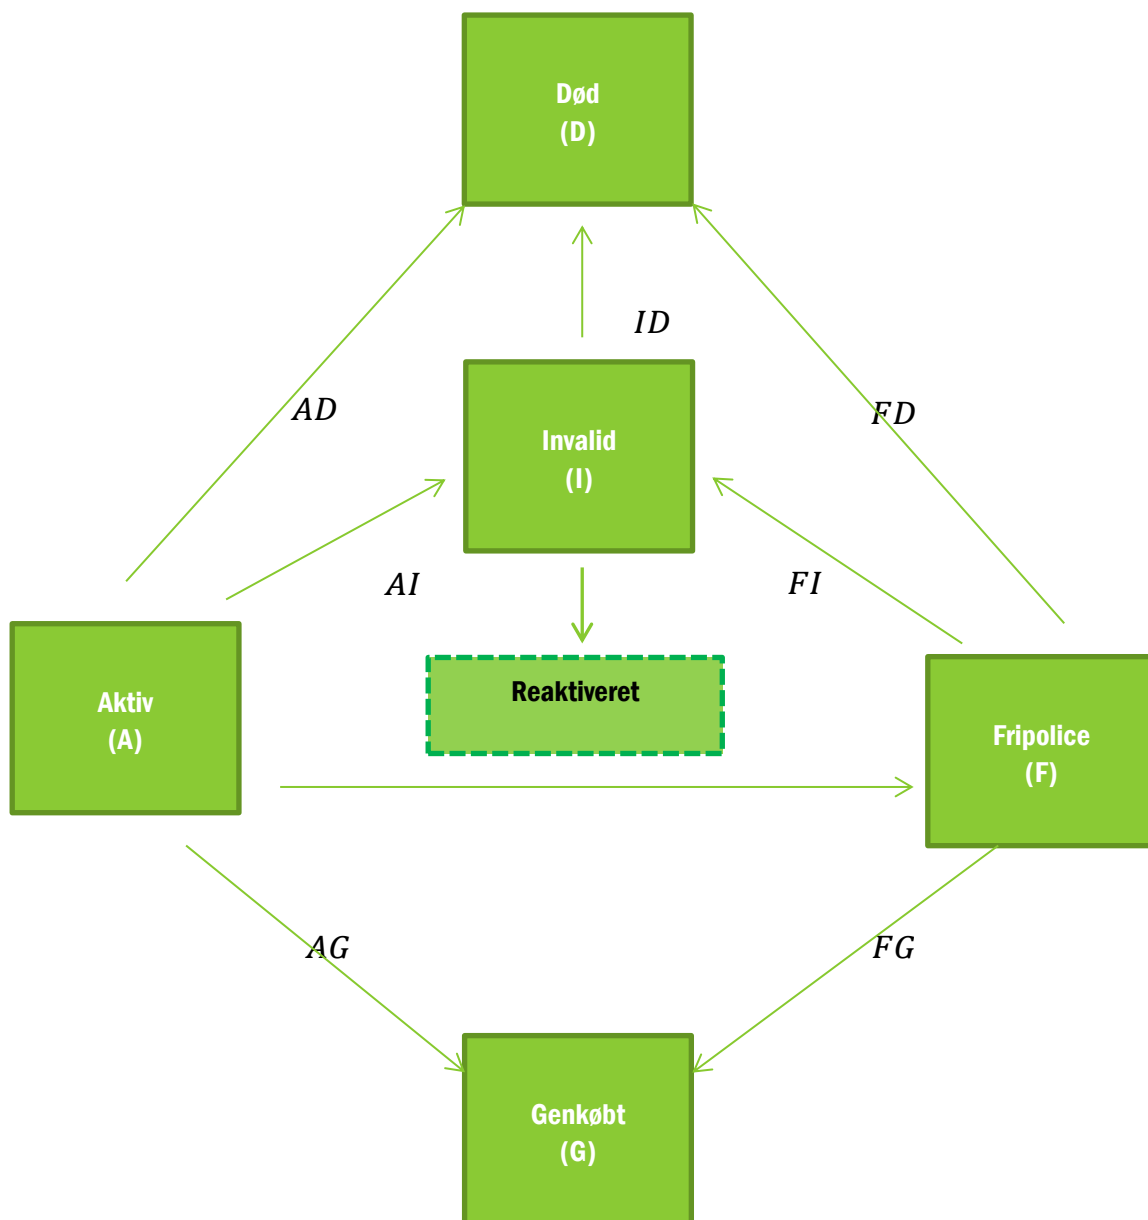 Død
(D)
ID
AD
FD
Invalid
(I)
AI
FI
Reaktiveret
Aktiv
(A)
Fripolice
(F)
AG
FG
Genkøbt
(G)